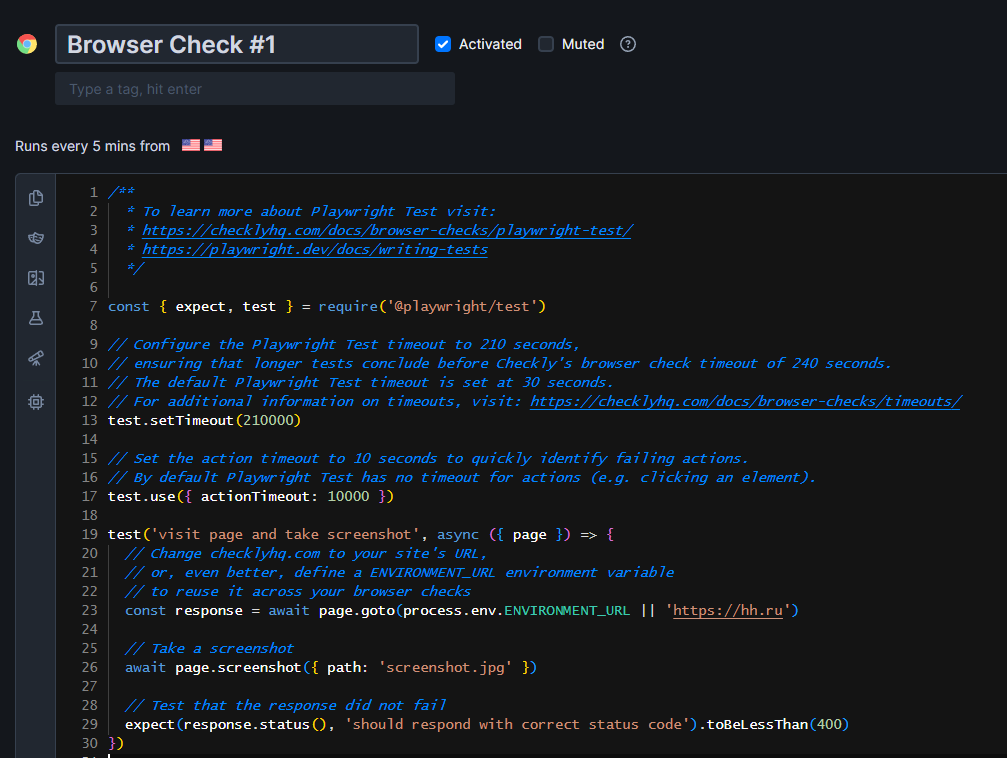 Browser Check #1
Activated
Muted
?
Type a tag, hit enter
Runs every 5 mins from
1 /**
2 * To learn more about Playwright Test visit:
3 * https://checklyhq.com/docs/browser-checks/playwright-test/
4 * https://playwright.dev/docs/writing-tests
5 */
6
7 const { expect, test } = require('@playwright/test')
8
9 // Configure the Playwright Test timeout to 210 seconds,
10 // ensuring that longer tests conclude before Checkly's browser check timeout of 240 seconds.
11 // The default Playwright Test timeout is set at 30 seconds.
12 // For additional information on timeouts, visit: https://checklyhq.com/docs/browser-checks/timeouts/
13 test.setTimeout(210000)
14
15 // Set the action timeout to 10 seconds to quickly identify failing actions.
16 // By default Playwright Test has no timeout for actions (e.g. clicking an element).
17 test.use({ actionTimeout: 10000 })
18
19 test('visit page and take screenshot', async ({ page }) => {
20 // Change checklyhq.com to your site's URL,
21 // or, even better, define a ENVIRONMENT_URL environment variable
22 // to reuse it across your browser checks
23 const response = await page.goto(process.env.ENVIRONMENT_URL || 'https://hh.ru')
24
25 // Take a screenshot
26 await page.screenshot({ path: 'screenshot.jpg' })
27
28 // Test that the response did not fail
29 expect(response.status(), 'should respond with correct status code').toBeLessThan(400)
30 })